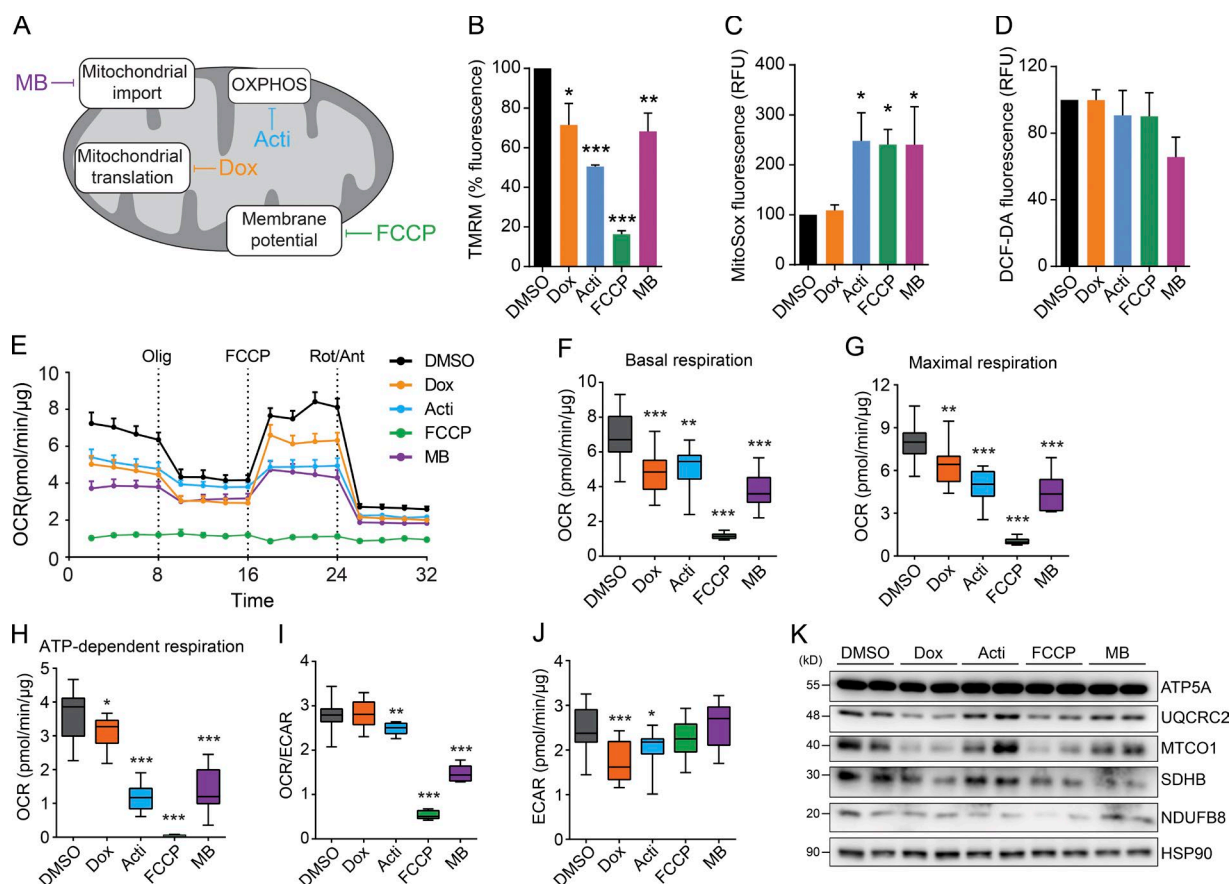 A
MB
Mitochondrial
import
OXPHOS
Acti
Mitochondrial
translation
Dox
Membrane
potential
FCCP
B
TMRM (% fluorescence)
100
80
60
40
20
0
*
***
***
**
DMSO
Dox
Acti
FCCP
MB
C
MitoSox fluorescence (RFU)
400
300
200
100
0
*
*
*
DMSO
Dox
Acti
FCCP
MB
D
DCF-DA fluorescence (RFU)
120
80
40
0
DMSO
Dox
Acti
FCCP
MB
E
Olig
FCCP
Rot/Ant
OCR(pmol/min/µg)
10
8
6
4
2
0
0
8
16
24
32
Time
DMSO
Dox
Acti
FCCP
MB
F
Basal respiration
OCR (pmol/min/µg)
10
8
6
4
2
0
***
**
***
***
DMSO
Dox
Acti
FCCP
MB
G
Maximal respiration
OCR (pmol/min/µg)
12
9
6
3
0
**
***
***
***
DMSO
Dox
Acti
FCCP
MB
H
ATP-dependent respiration
OCR (pmol/min/µg)
5
4
3
2
1
0
*
***
***
***
DMSO
Dox
Acti
FCCP
MB
I
OCR/ECAR
4
3
2
1
0
**
***
***
DMSO
Dox
Acti
FCCP
MB
J
ECAR (pmol/min/µg)
4
3
2
1
0
***
*
DMSO
Dox
Acti
FCCP
MB
K
(kD)
DMSO
Dox
Acti
FCCP
MB
55
ATP5A
48
UQCRC2
40
MTCO1
30
SDHB
20
NDUFB8
90
HSP90